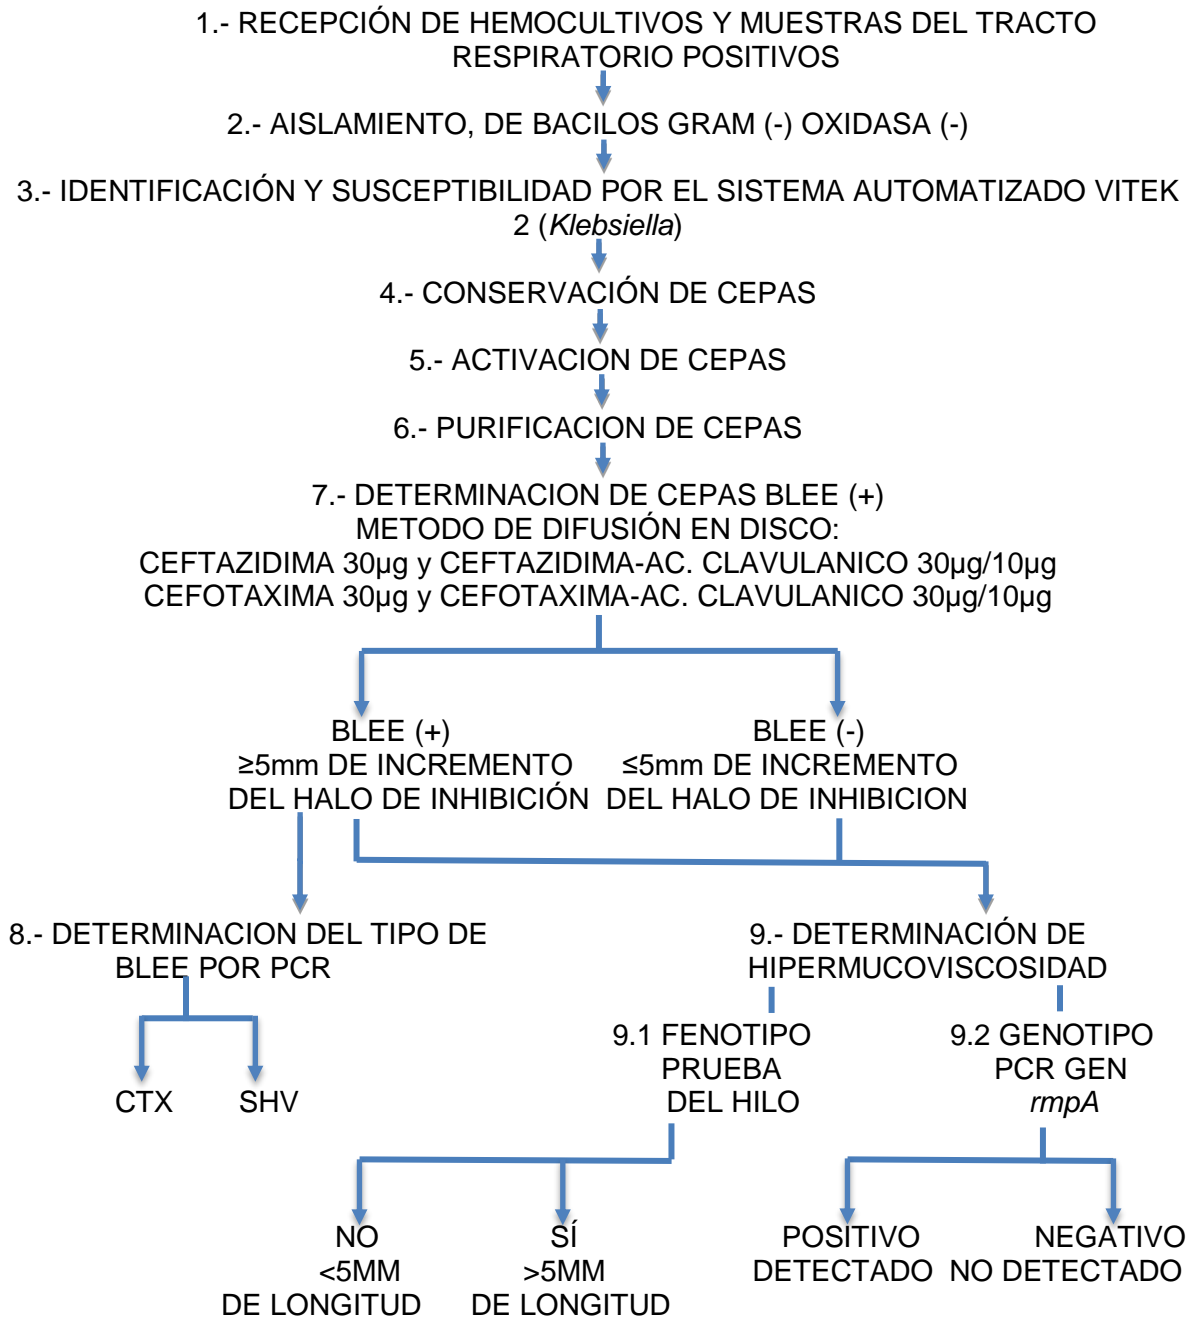 1.- RECEPCIÓN DE HEMOCULTIVOS Y MUESTRAS DEL TRACTO
RESPIRATORIO POSITIVOS
2.- AISLAMIENTO, DE BACILOS GRAM (-) OXIDASA (-)
3.- IDENTIFICACIÓN Y SUSCEPTIBILIDAD POR EL SISTEMA AUTOMATIZADO VITEK
2 (Klebsiella)
4.- CONSERVACIÓN DE CEPAS
5.- ACTIVACION DE CEPAS
6.- PURIFICACION DE CEPAS
7.- DETERMINACION DE CEPAS BLEE (+)
METODO DE DIFUSIÓN EN DISCO:
CEFTAZIDIMA 30µg y CEFTAZIDIMA-AC. CLAVULANICO 30µg/10µg
CEFOTAXIMA 30µg y CEFOTAXIMA-AC. CLAVULANICO 30µg/10µg
BLEE (+)
≥5mm DE INCREMENTO
DEL HALO DE INHIBICIÓN
BLEE (-)
≤5mm DE INCREMENTO
DEL HALO DE INHIBICION
8.- DETERMINACION DEL TIPO DE
BLEE POR PCR
CTX
SHV
9.- DETERMINACIÓN DE
HIPERMUCOVISCOSIDAD
9.1 FENOTIPO
PRUEBA
DEL HILO
9.2 GENOTIPO
PCR GEN
rmpA
NO
<5MM
DE LONGITUD
SÍ
>5MM
DE LONGITUD
POSITIVO
DETECTADO
NEGATIVO
NO DETECTADO